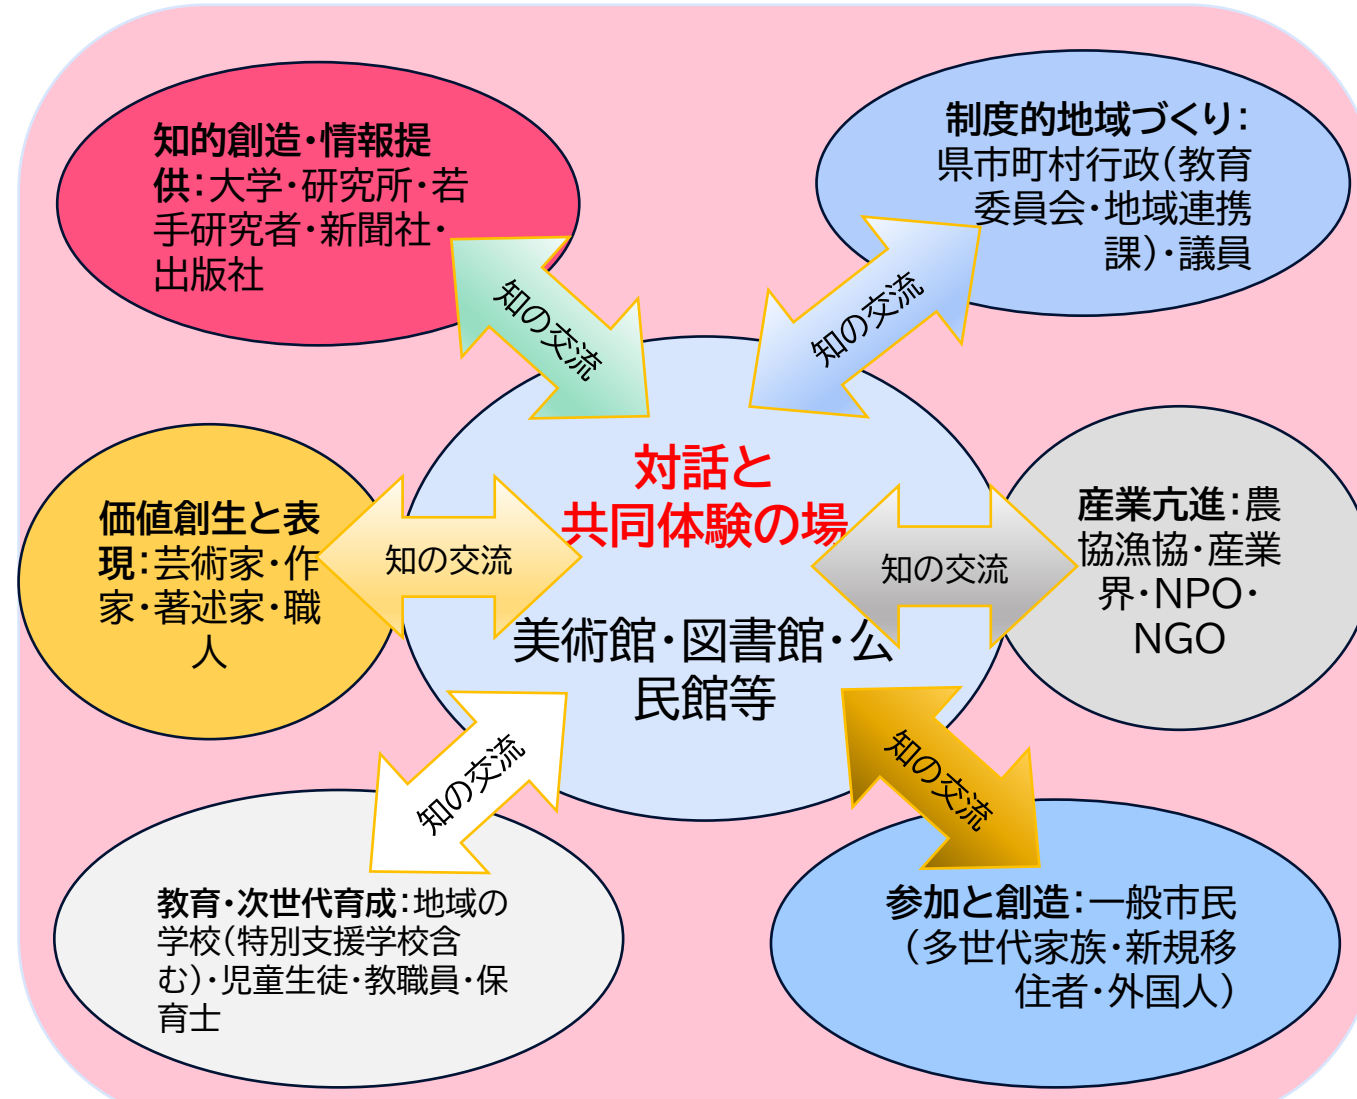 知的創造・情報提
供：大学・研究所・若
手研究者・新聞社・
出版社
制度的地域づくり：
県市町村行政（教育
委員会・地域連携
課）・議員
知の交流
知の交流
対話と
共同体験の場
美術館・図書館・公
民館等
価値創生と表
現：芸術家・作
家・著述家・職
人
知の交流
知の交流
産業亢進：農
協漁協・産業
界・NPO・
NGO
知の交流
知の交流
教育・次世代育成：地域の
学校（特別支援学校含
む）・児童生徒・教職員・保
育士
参加と創造：一般市民
（多世代家族・新規移
住者・外国人）